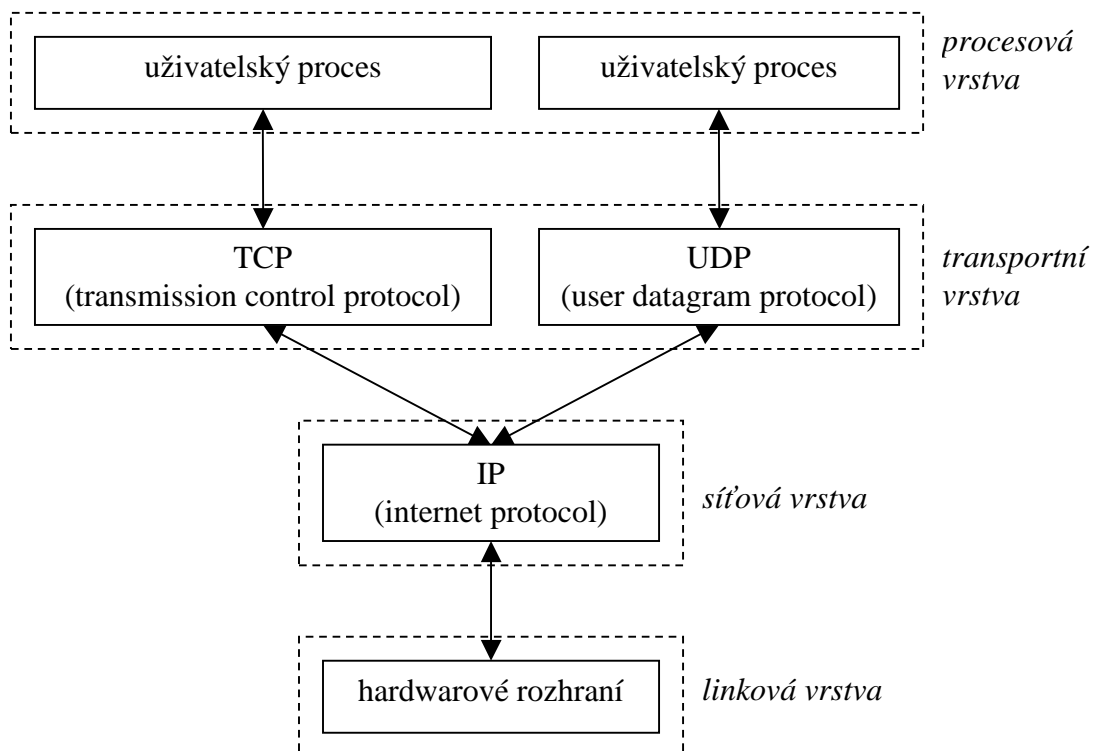 uživatelský proces
uživatelský proces
procesová
vrstva
TCP
(transmission control protocol)
UDP
(user datagram protocol)
transportní
vrstva
IP
(internet protocol)
síťová vrstva
hardwarové rozhraní
linková vrstva